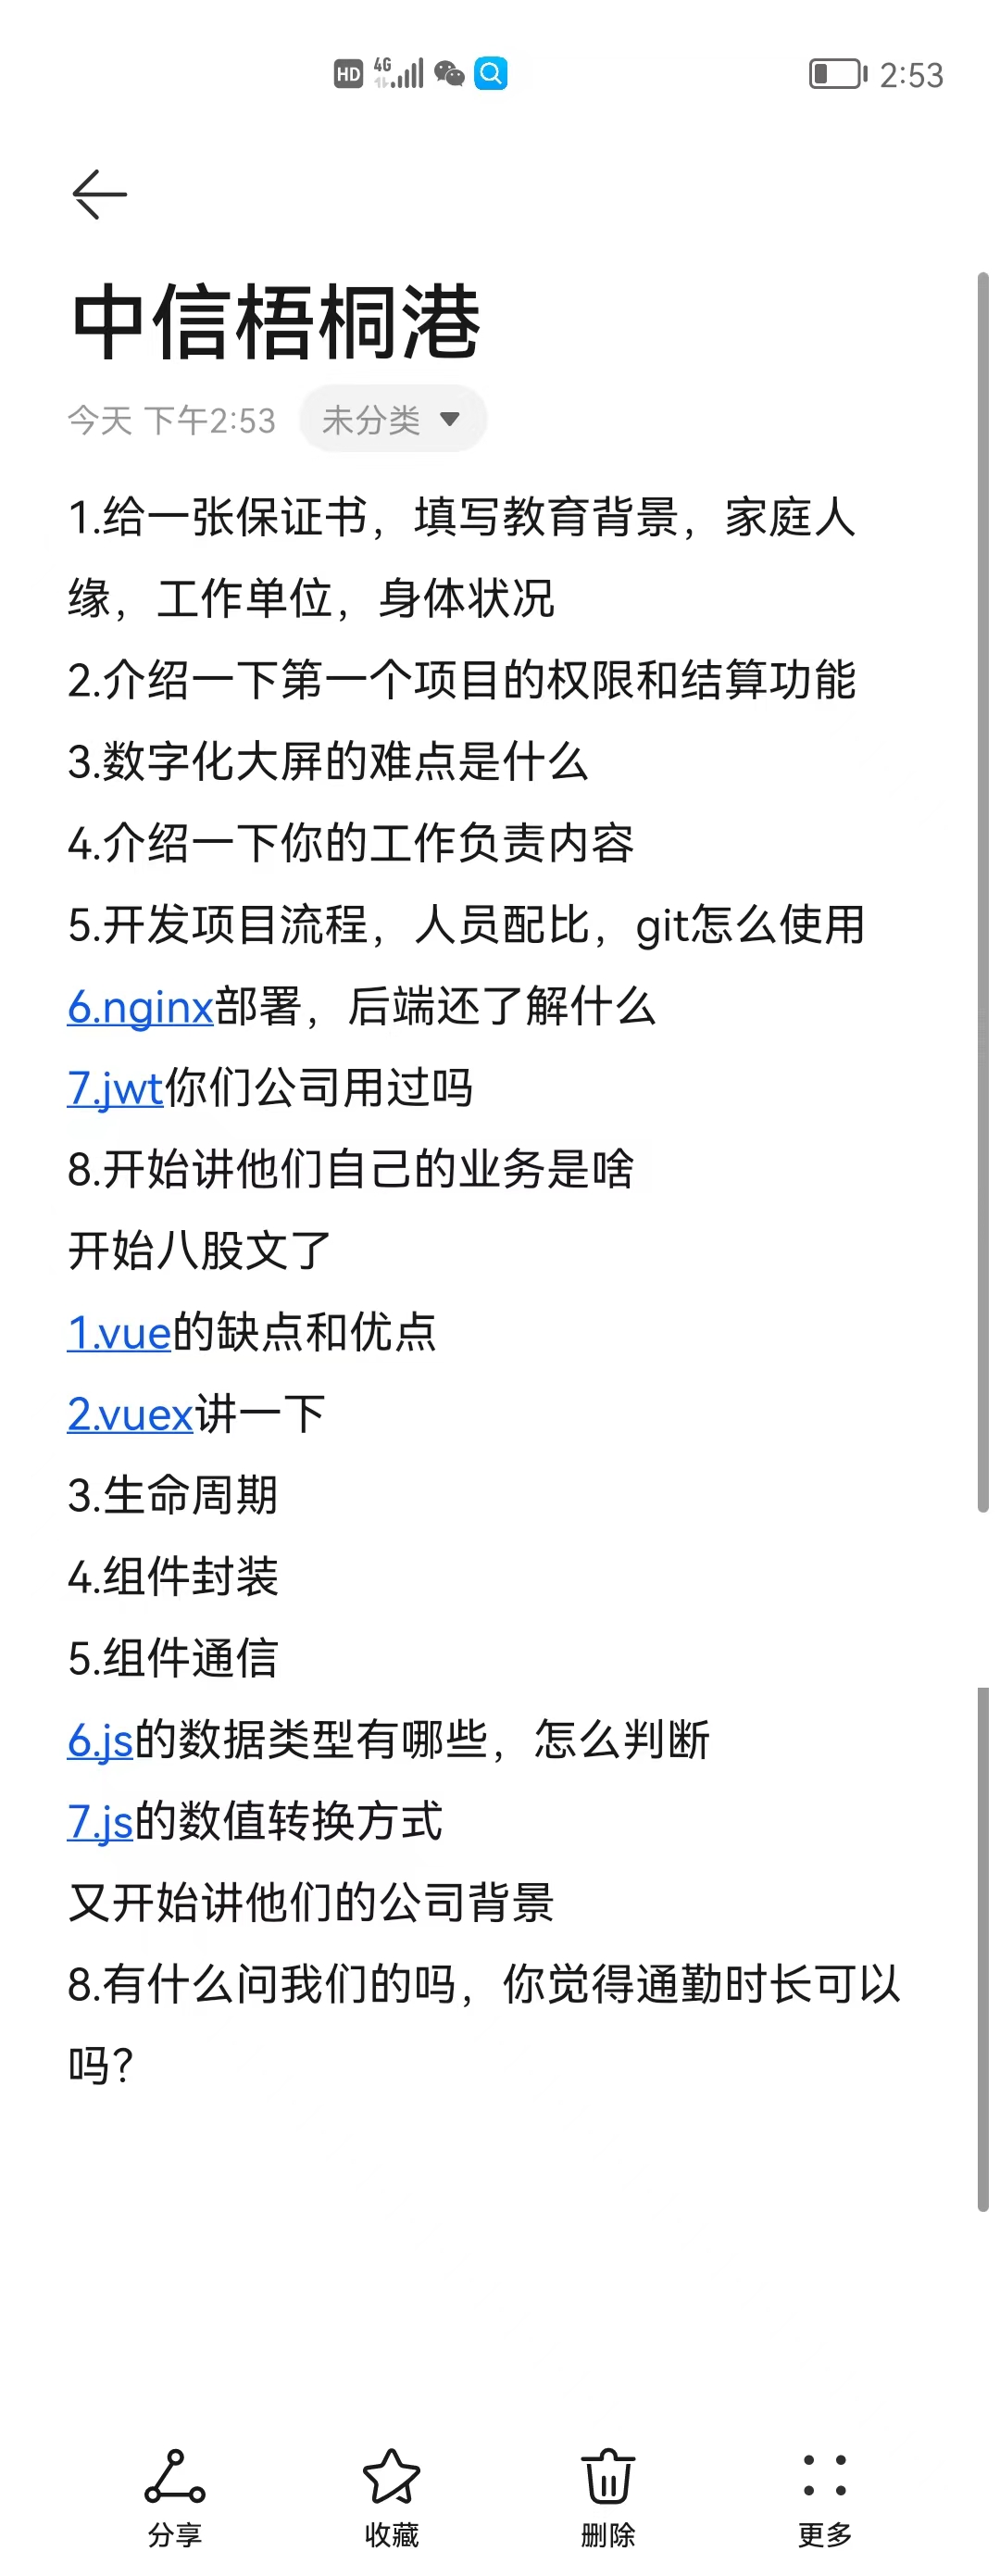 HD 4G 2:53
中信梧桐港
今天 下午2:53 未分类
1.给一张保证书，填写教育背景，家庭人
缘，工作单位，身体状况
2.介绍一下第一个项目的权限和结算功能
3.数字化大屏的难点是什么
4.介绍一下你的工作负责内容
5.开发项目流程，人员配比，git怎么使用
6.nginx部署，后端还了解什么
7.jwt你们公司用过吗
8.开始讲他们自己的业务是啥
开始八股文了
1.vue的缺点和优点
2.vuex讲一下
3.生命周期
4.组件封装
5.组件通信
6.js的数据类型有哪些，怎么判断
7.js的数值转换方式
又开始讲他们的公司背景
8.有什么问我们的吗，你觉得通勤时长可以
吗？
分享 收藏 删除 更多